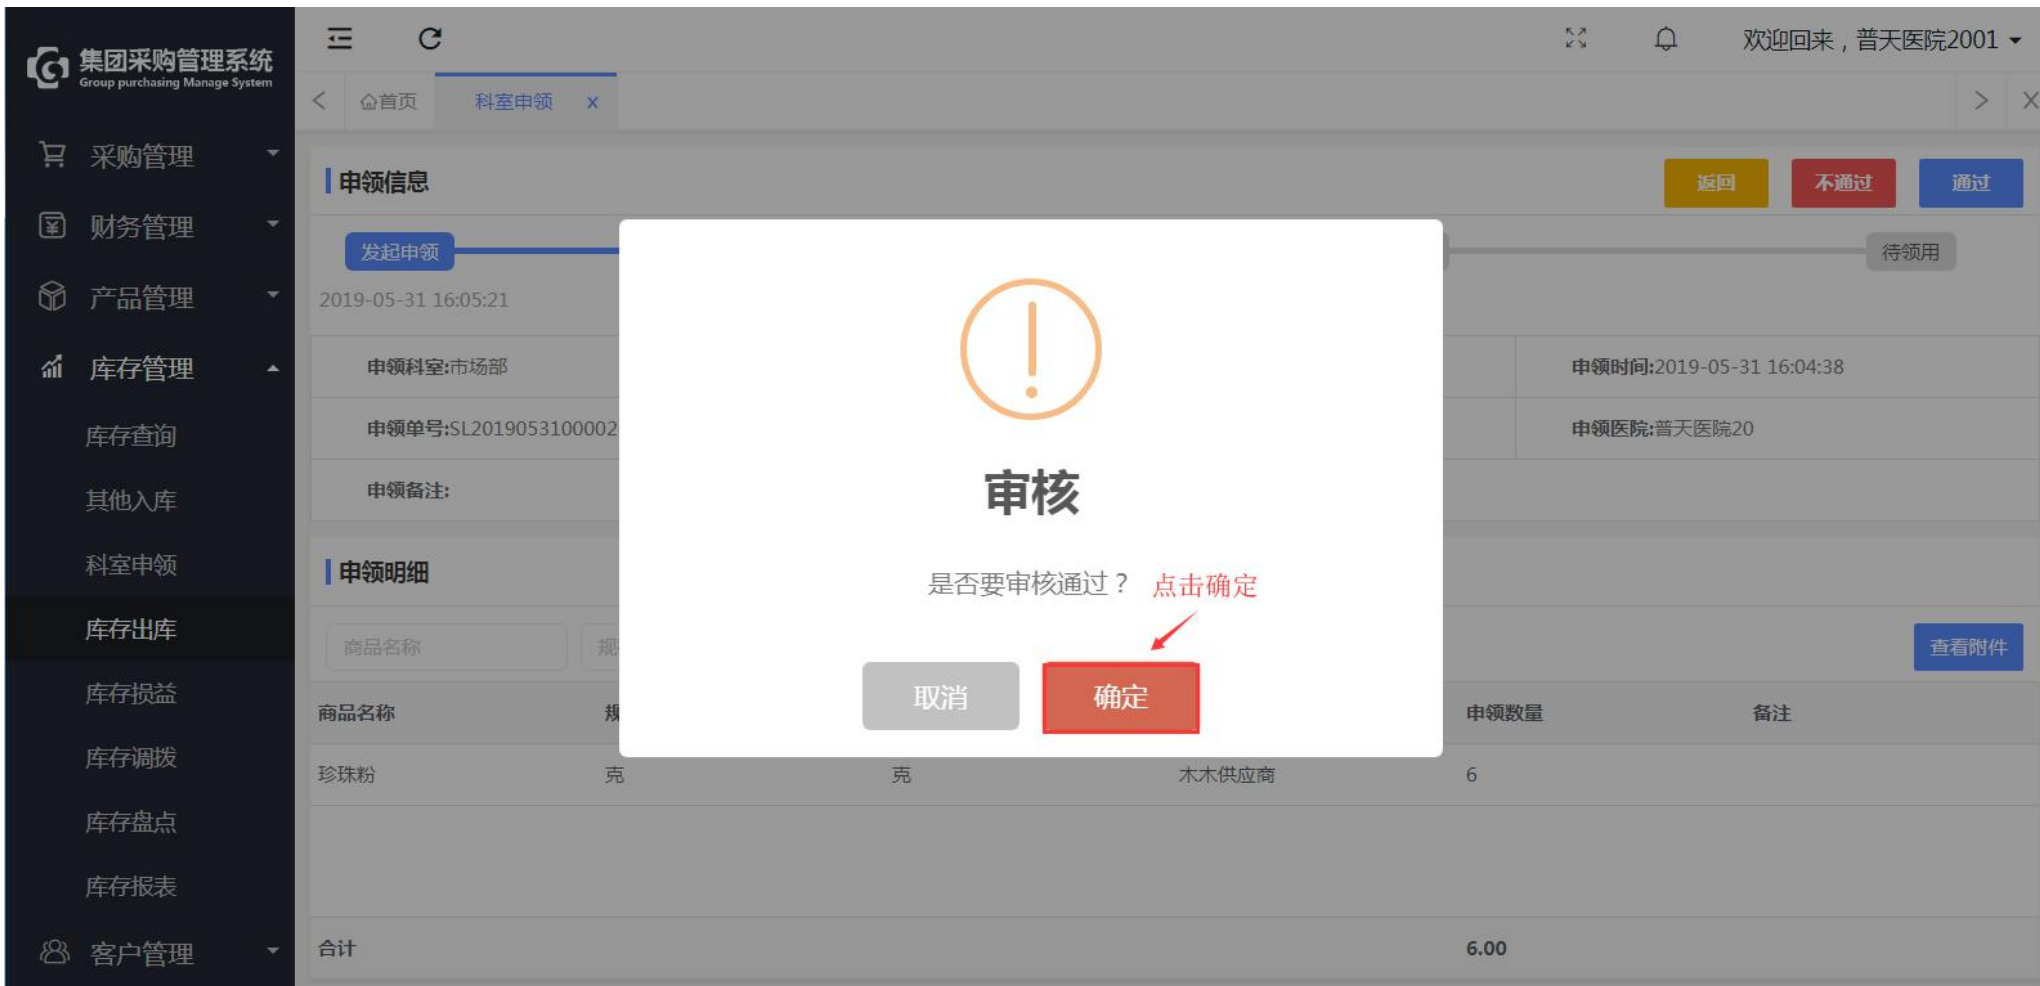 集团采购管理系统
Group purchasing Manage System
欢迎回来，普天医院2001
首页
科室申领 x
采购管理
财务管理
产品管理
库存管理
库存查询
其他入库
科室申领
库存出库
库存损益
库存调拨
库存盘点
库存报表
客户管理
申领信息
返回 不通过 通过
发起申领 待领用
2019-05-31 16:05:21
申领科室:市场部 申领时间:2019-05-31 16:04:38
申领单号:SL2019053100002 申领医院:普天医院20
申领备注:
审核
是否要审核通过？ 点击确定
取消 确定
申领明细
商品名称 规 查看附件
商品名称 规 申领数量 备注
珍珠粉 克 克 木木供应商 6
合计 6.00